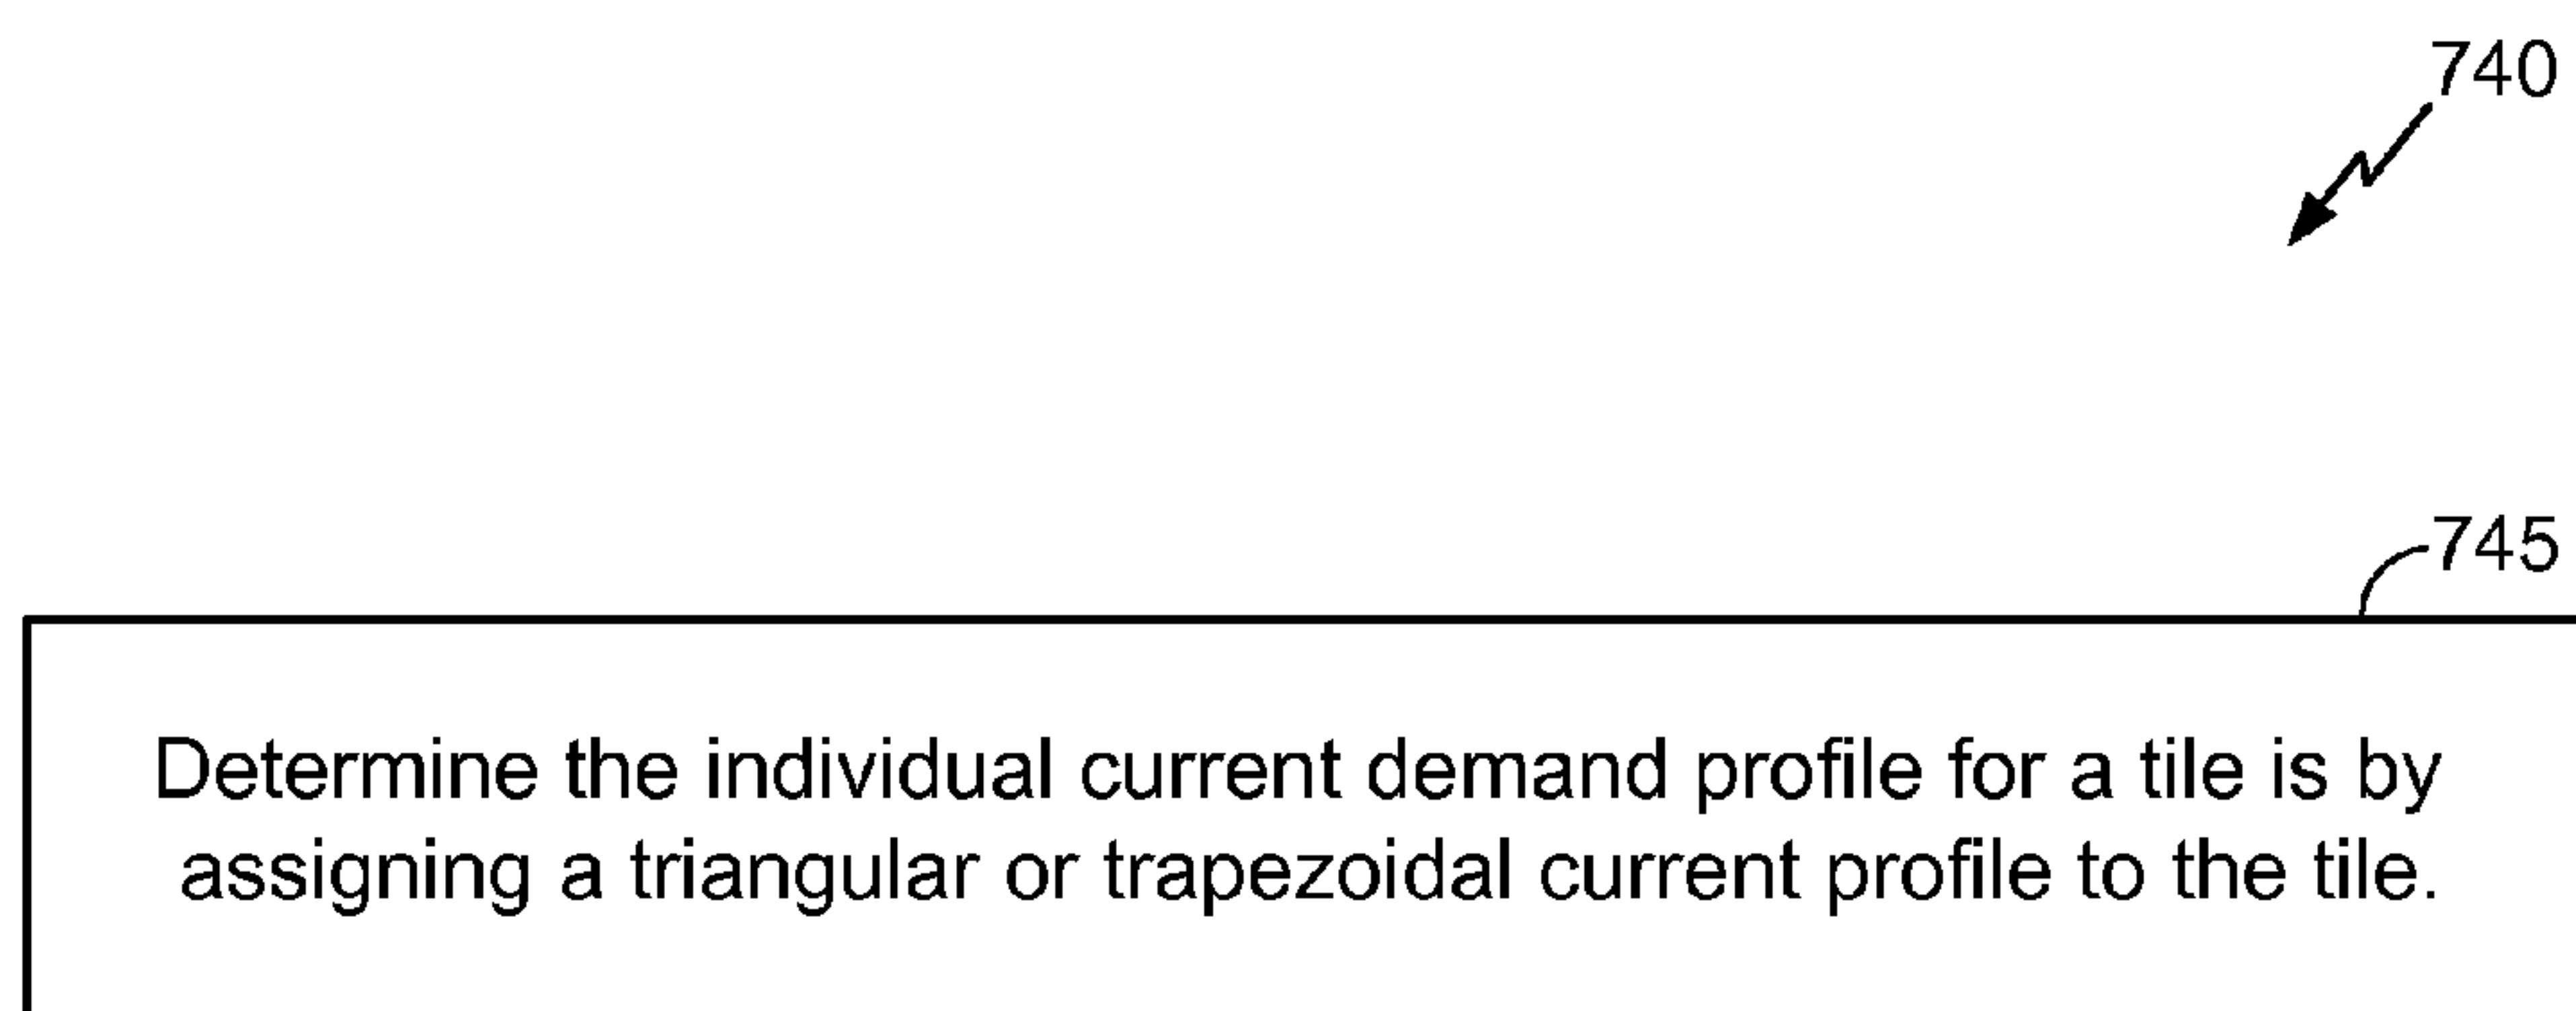 740
745
Determine the individual current demand profile for a tile is by
assigning a triangular or trapezoidal current profile to the tile.